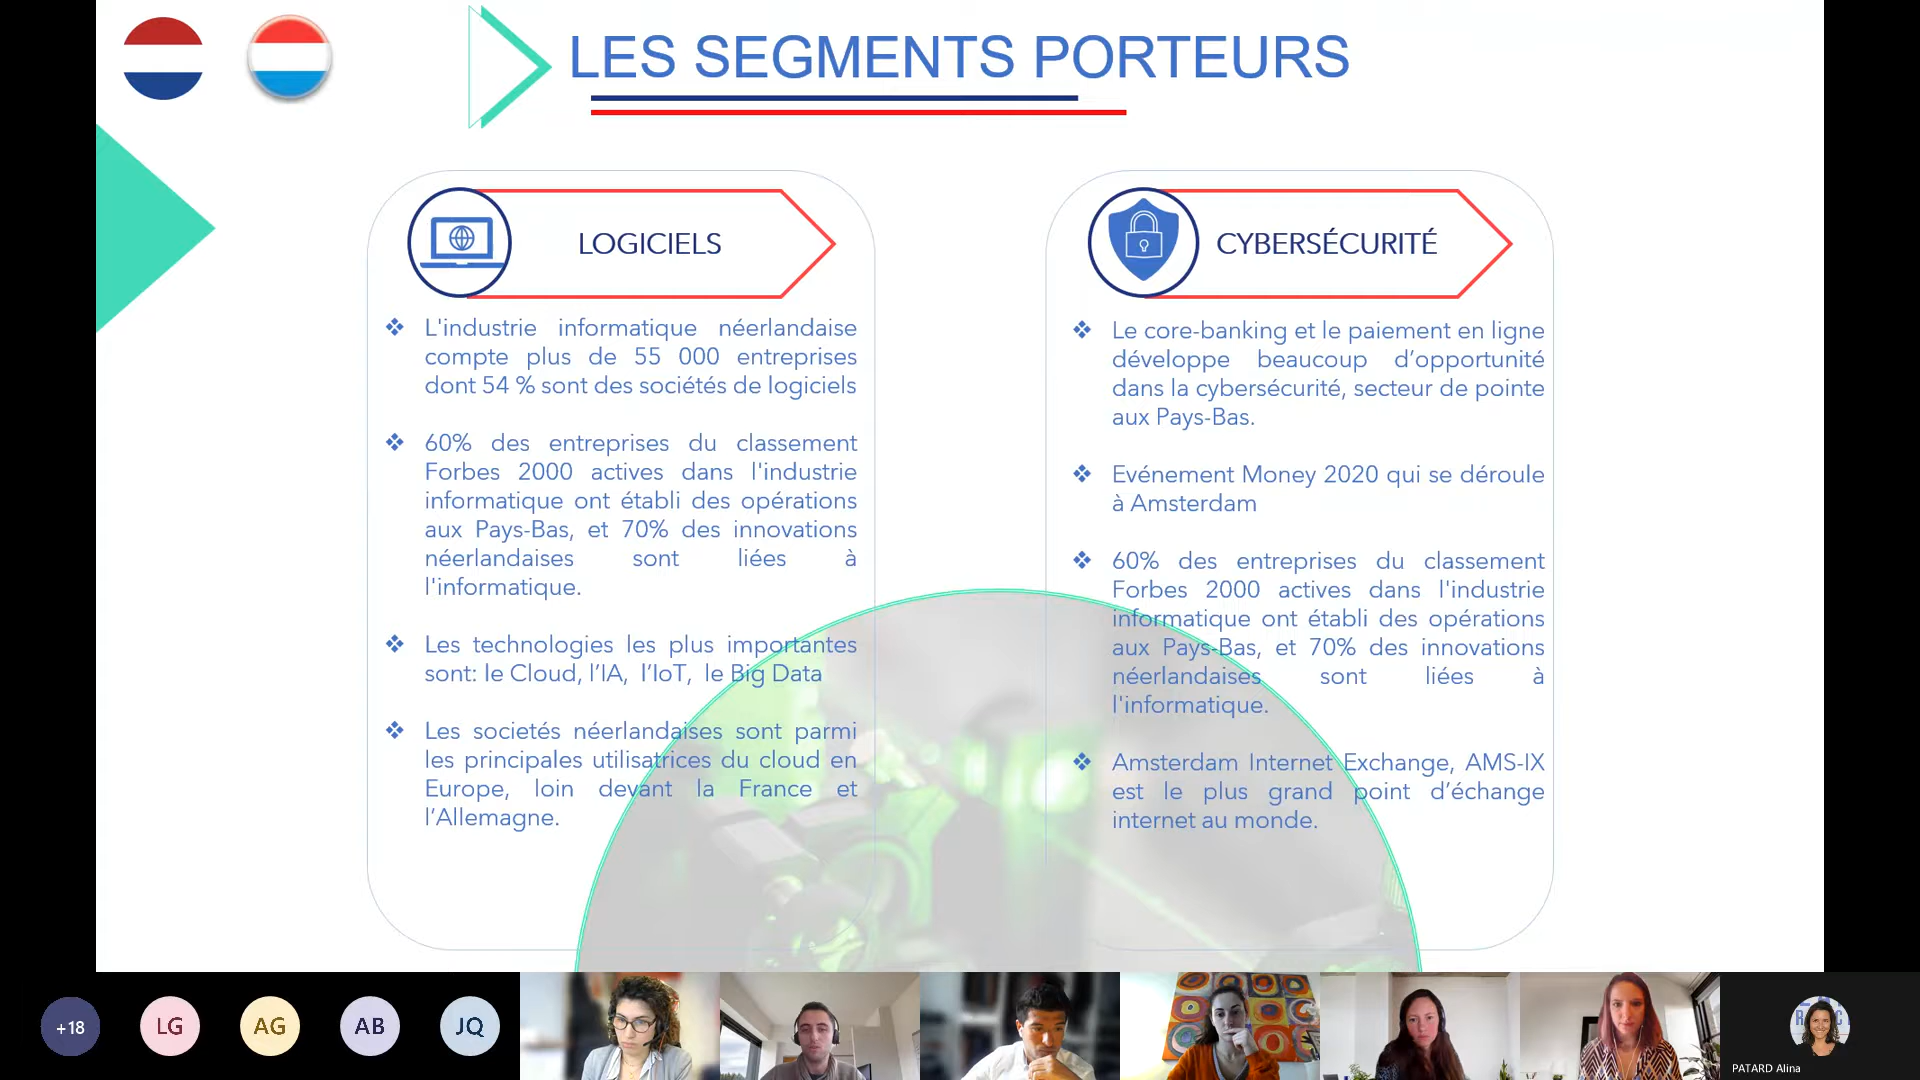 LES SEGMENTS PORTEURS
LOGICIELS
L'industrie informatique néerlandaise
compte plus de 55 000 entreprises
dont 54 % sont des sociétés de logiciels
60% des entreprises du classement
Forbes 2000 actives dans l'industrie
informatique ont établi des opérations
aux Pays-Bas, et 70% des innovations
néerlandaises sont liées à
l'informatique.
Les technologies les plus importantes
sont: le Cloud, l’IA, l’IoT, le Big Data
Les societés néerlandaises sont parmi
les principales utilisatrices du cloud en
Europe, loin devant la France et
l’Allemagne.
CYBERSÉCURITÉ
Le core-banking et le paiement en ligne
développe beaucoup d’opportunité
dans la cybersécurité, secteur de pointe
aux Pays-Bas.
Evénement Money 2020 qui se déroule
à Amsterdam
60% des entreprises du classement
Forbes 2000 actives dans l'industrie
informatique ont établi des opérations
aux Pays-Bas, et 70% des innovations
néerlandaises sont liées à
l'informatique.
Amsterdam Internet Exchange, AMS-IX
est le plus grand point d’échange
internet au monde.
+18
LG
AG
AB
JQ
PATARD Alina